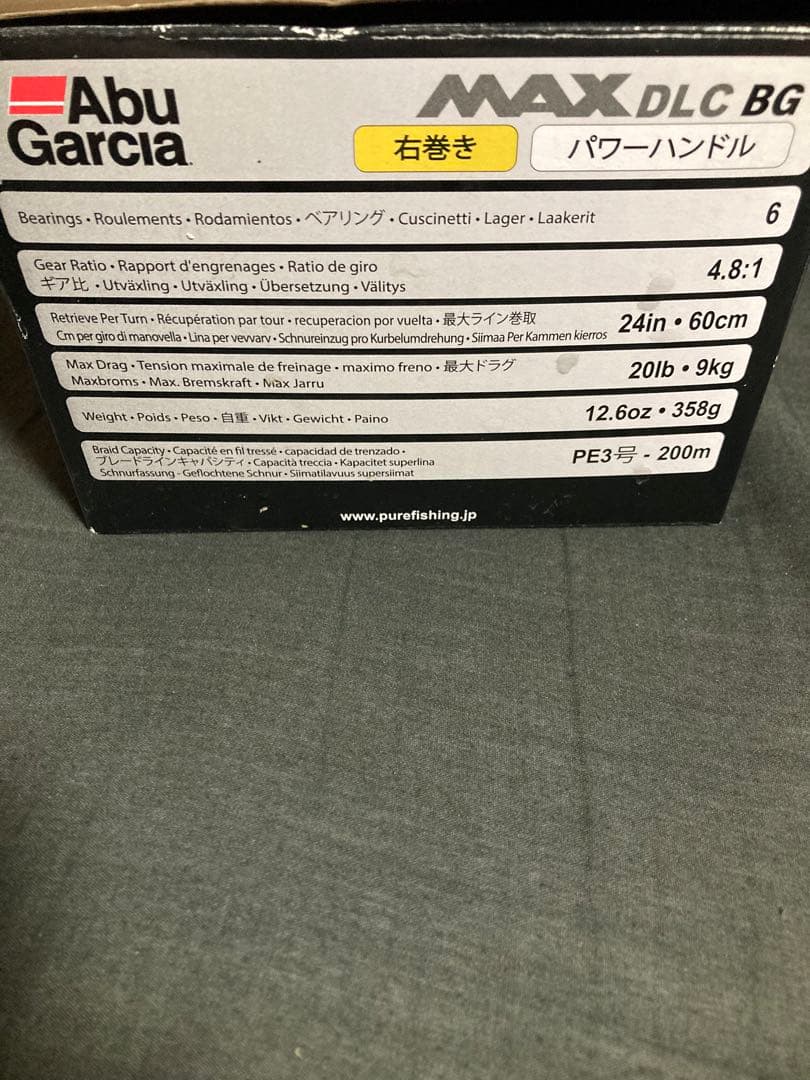 Abu Garcia.
MAX DLC BG
右巻き
パワーハンドル
Bearings • Roulements • Rodamientos • ベアリング • Cuscinetti • Lager • Laakerit
6
Gear Ratio • Rapport d'engrenages • Ratio de giro
ギア比 • Utväxling • Utväxling • Übersetzung • Välitys
4.8:1
Retrieve Per Turn • Récupération par tour • recuperacion por vuelta • 最大ライン巻取
Cm per giro di manovella • Lina per vevvarv • Schnureinzug pro Kurbelumdrehung • Siimaa Per Kammen kierros
24in • 60cm
Max Drag • Tension maximale de freinage • maximo freno • 最大ドラグ
Maxbroms • Max. Bremskraft • Max Jarru
20lb • 9kg
Weight • Poids • Peso • 自重 • Vikt • Gewicht • Paino
12.6oz • 358g
Braid Capacity • Capacité en fil tressé • capacidad de trenzado •
ブレードラインキャパシティ • Capacità treccia • Kapacitet superlina
Schnurfassung - Geflochtene Schnur • Siimatilavuus supersiimat
PE3号 - 200m
www.purefishing.jp